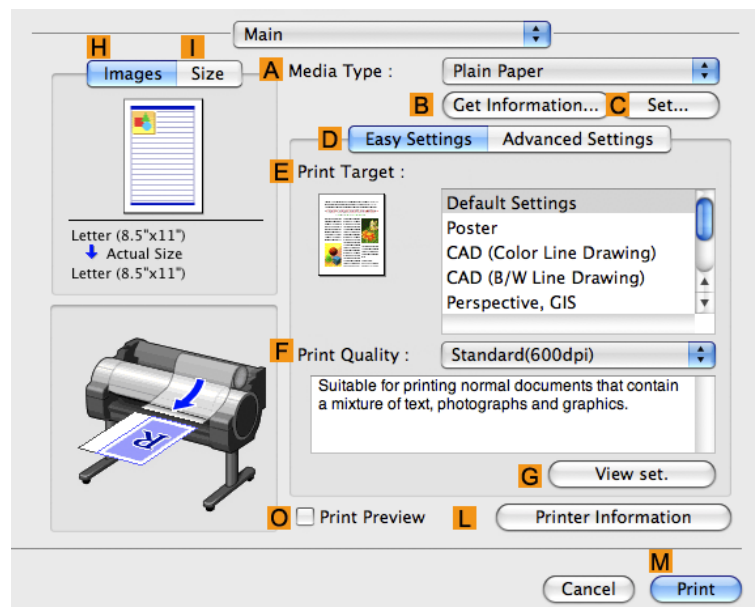 Main
H
I
Images
Size
A
Media Type :
Plain Paper
B
Get Information...
C
Set...
D
Easy Settings
Advanced Settings
E
Print Target :
Default Settings
Poster
CAD (Color Line Drawing)
CAD (B/W Line Drawing)
Perspective, GIS
Letter (8.5"x11")
Actual Size
Letter (8.5"x11")
F
Print Quality :
Standard(600dpi)
Suitable for printing normal documents that contain
a mixture of text, photographs and graphics.
R
G
View set.
O
Print Preview
L
Printer Information
M
Cancel
Print